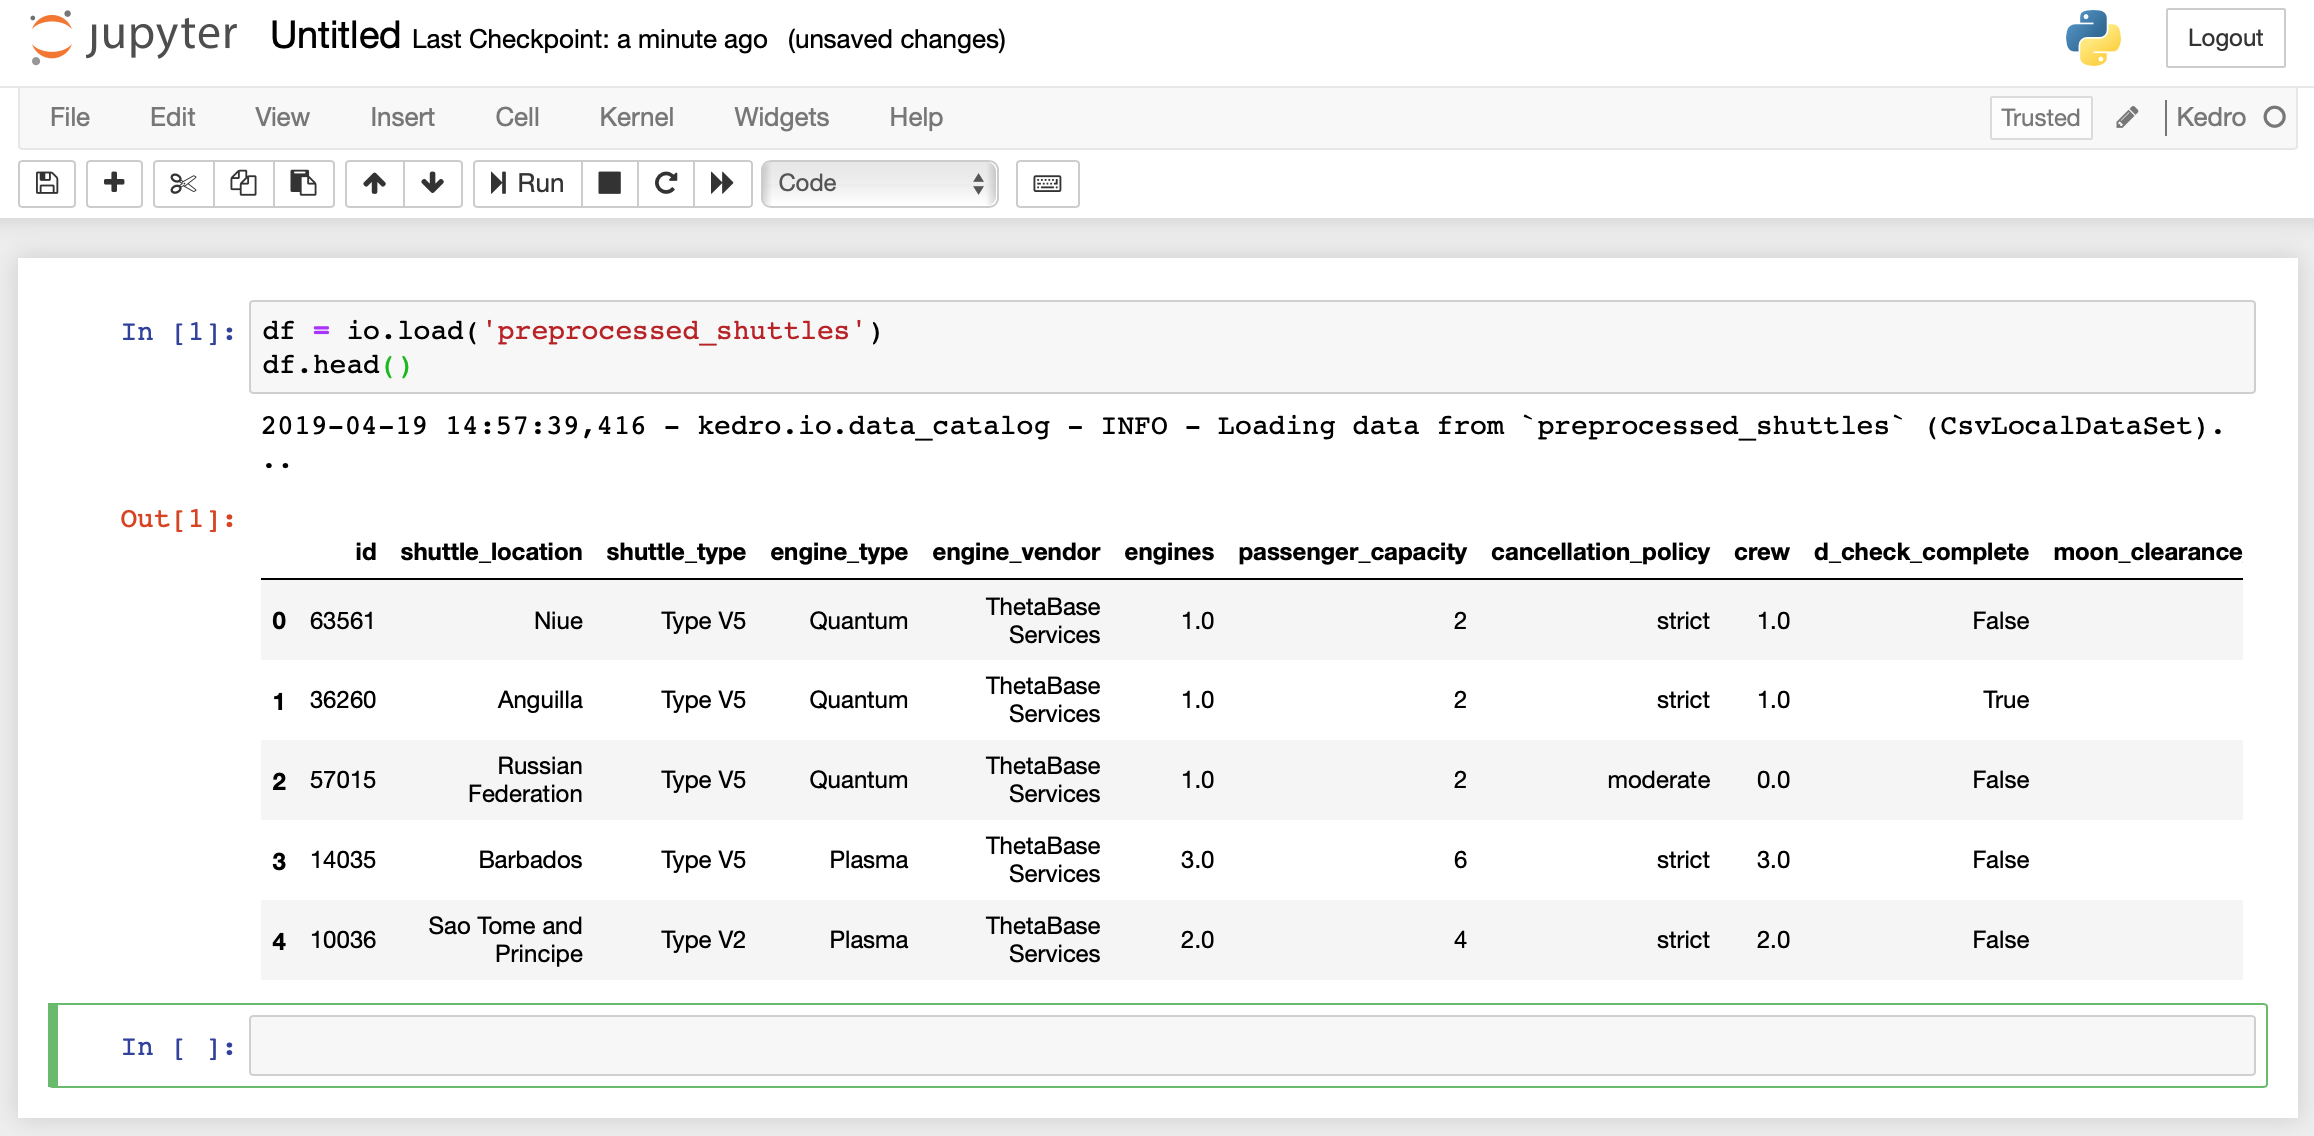 jupyter Untitled Last Checkpoint: a minute ago (unsaved changes) Logout
File Edit View Insert Cell Kernel Widgets Help Trusted Kedro
Run Code
In [1]: df = io.load('preprocessed_shuttles')
df.head()
2019-04-19 14:57:39,416 - kedro.io.data_catalog - INFO - Loading data from `preprocessed_shuttles` (CsvLocalDataSet).
..
Out[1]:
id shuttle_location shuttle_type engine_type engine_vendor engines passenger_capacity cancellation_policy crew d_check_complete moon_clearance
0 63561 Niue Type V5 Quantum ThetaBase Services 1.0 2 strict 1.0 False
1 36260 Anguilla Type V5 Quantum ThetaBase Services 1.0 2 strict 1.0 True
2 57015 Russian Federation Type V5 Quantum ThetaBase Services 1.0 2 moderate 0.0 False
3 14035 Barbados Type V5 Plasma ThetaBase Services 3.0 6 strict 3.0 False
4 10036 Sao Tome and Principe Type V2 Plasma ThetaBase Services 2.0 4 strict 2.0 False
In [ ]: